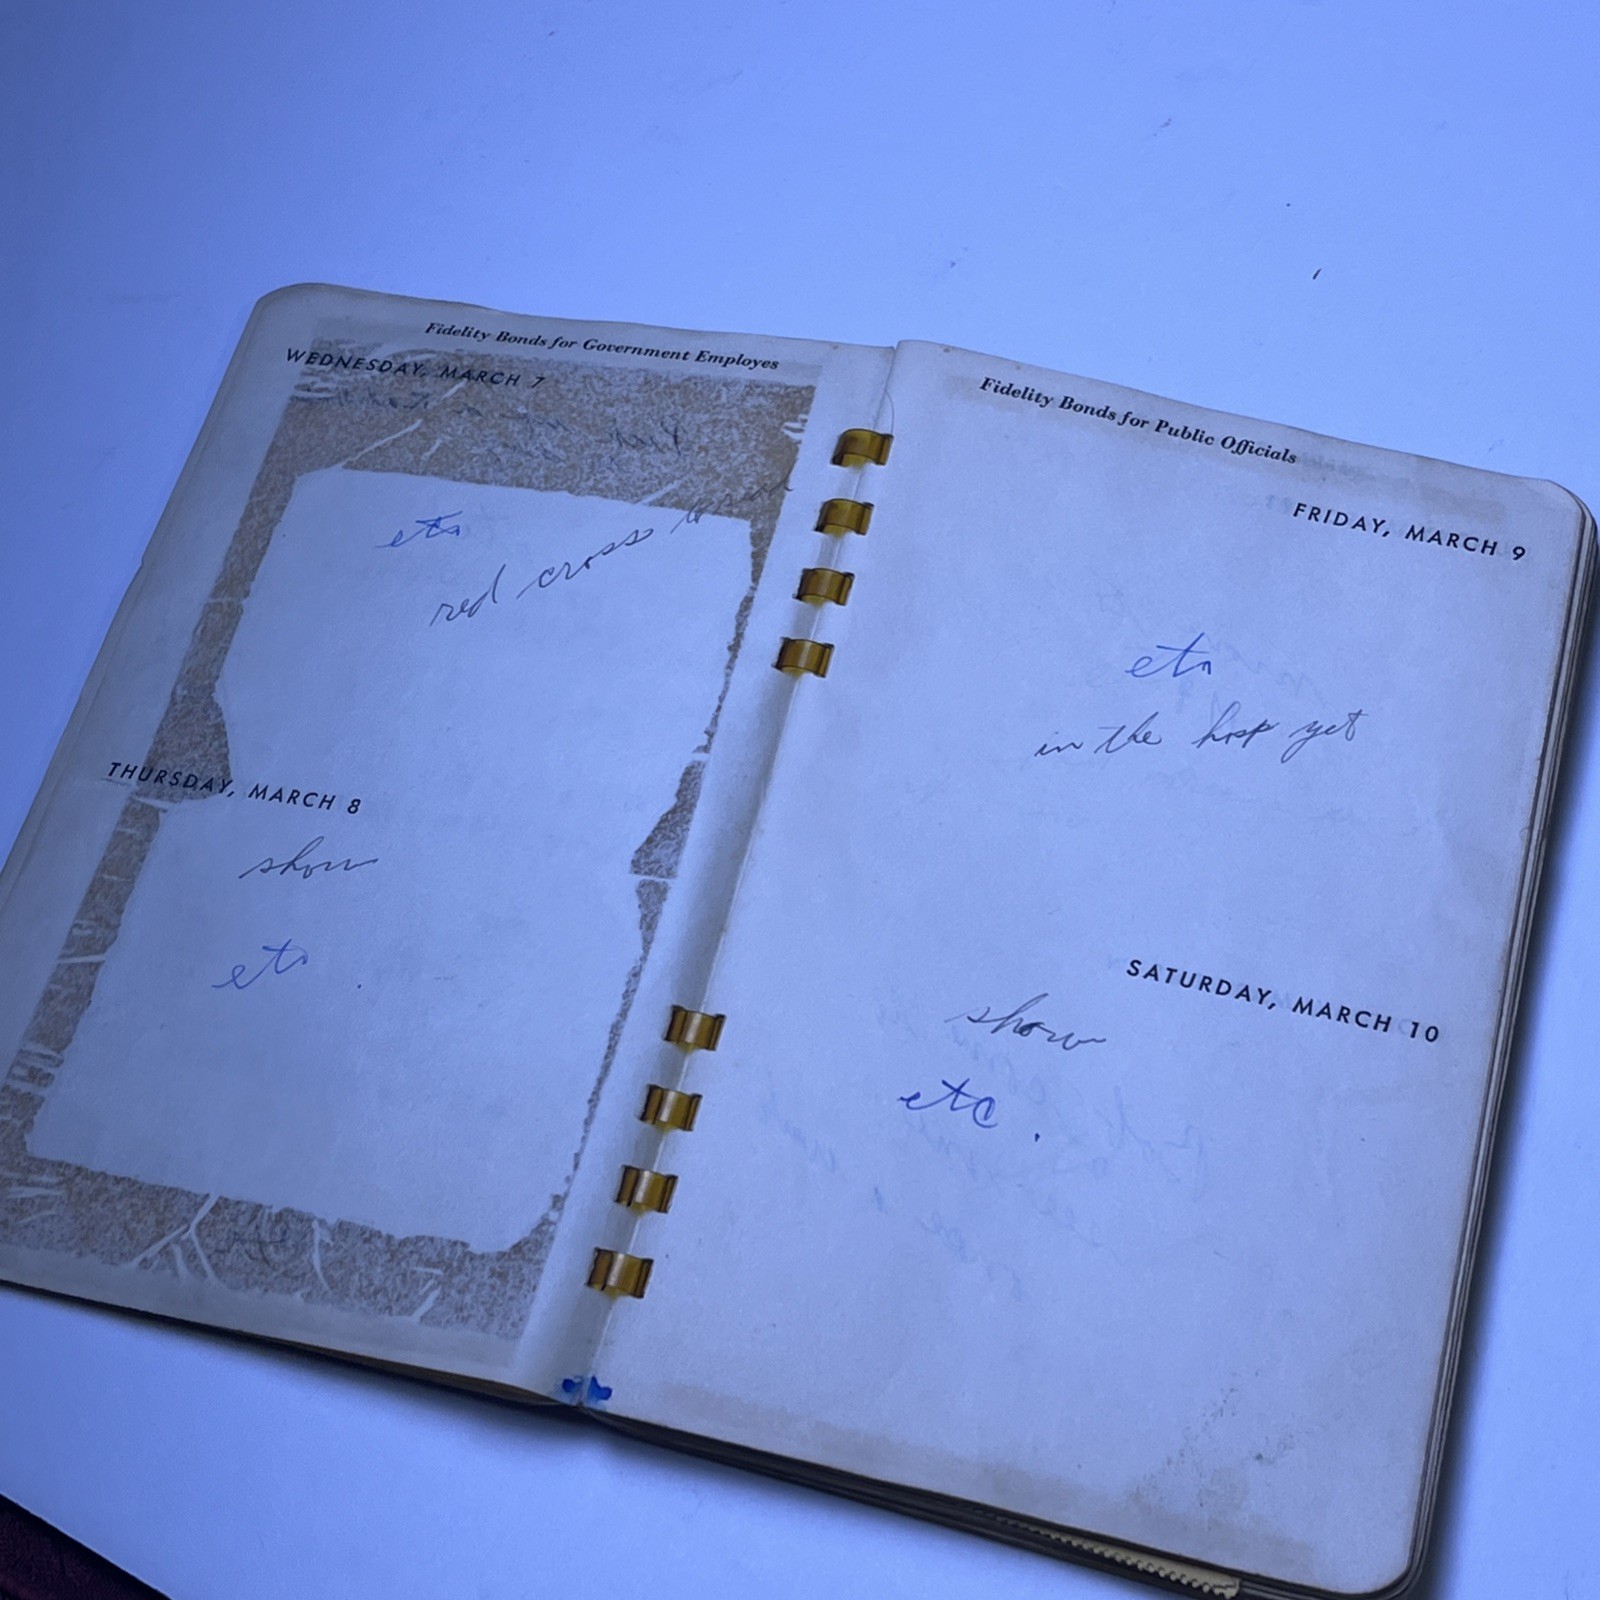 Fidelity Bonds for Government Employes
WEDNESDAY, MARCH 7
etc
red cross
THURSDAY, MARCH 8
show
etc
Fidelity Bonds for Public Officials
FRIDAY, MARCH 9
etc
in the hosp yet
SATURDAY, MARCH 10
show
etc.